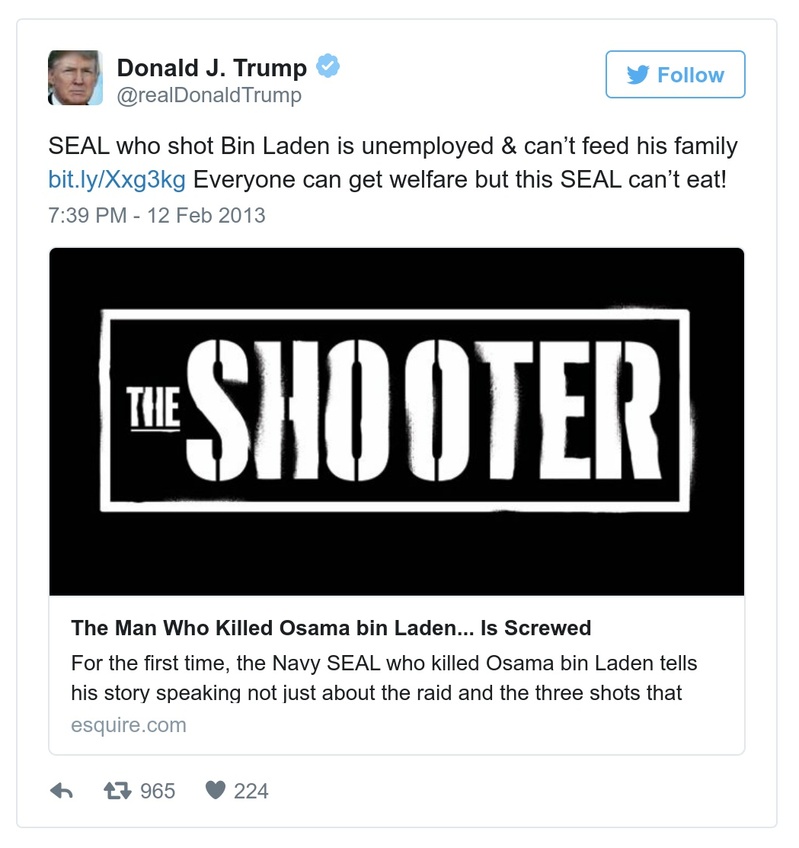 Donald J. Trump
@realDonaldTrump
Follow
SEAL who shot Bin Laden is unemployed & can’t feed his family
bit.ly/Xxg3kg Everyone can get welfare but this SEAL can’t eat!
7:39 PM - 12 Feb 2013
THE SHOOTER
The Man Who Killed Osama bin Laden... Is Screwed
For the first time, the Navy SEAL who killed Osama bin Laden tells
his story speaking not just about the raid and the three shots that
esquire.com
965 224